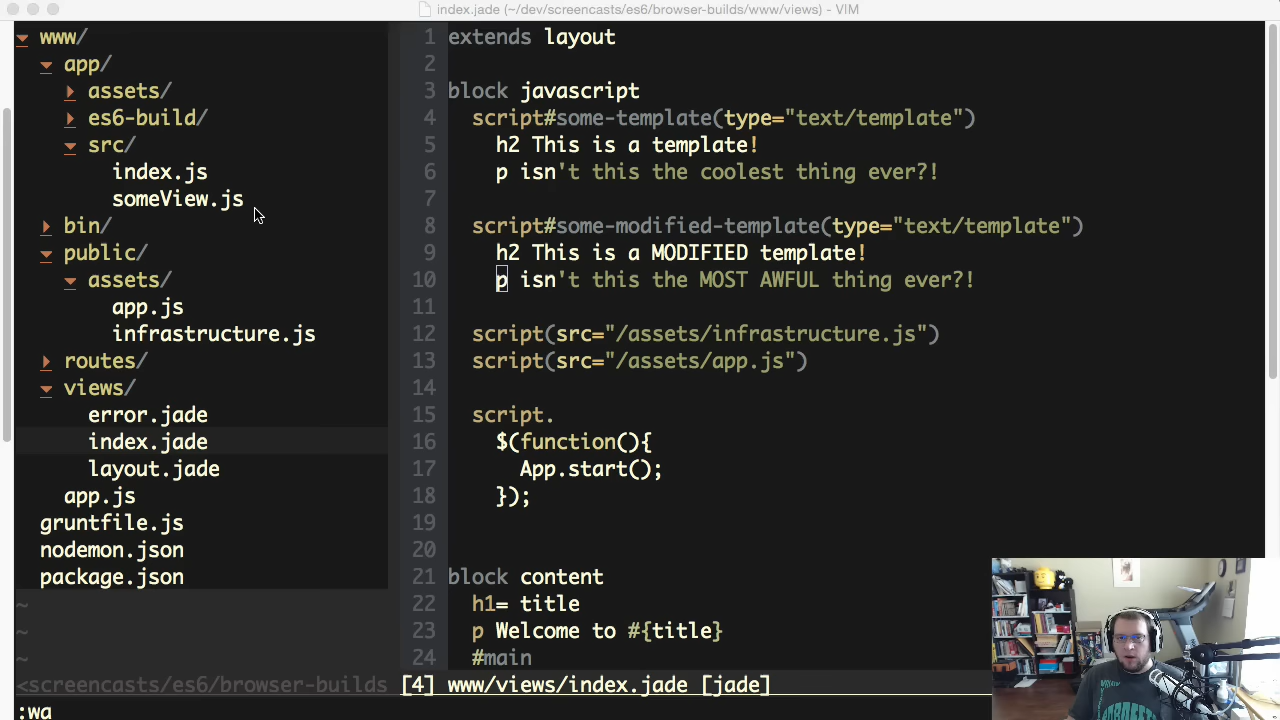 index.jade (~/dev/screencasts/es6/browser-builds/www/views) - VIM
www/
app/
assets/
es6-build/
src/
index.js
someView.js
bin/
public/
assets/
app.js
infrastructure.js
routes/
views/
error.jade
index.jade
layout.jade
app.js
gruntfile.js
nodemon.json
package.json
~
~
~
<screencasts/es6/browser-builds
1 extends layout
2
3 block javascript
4 script#some-template(type="text/template")
5 h2 This is a template!
6 p isn't this the coolest thing ever?!
7
8 script#some-modified-template(type="text/template")
9 h2 This is a MODIFIED template!
10 p isn't this the MOST AWFUL thing ever?!
11
12 script(src="/assets/infrastructure.js")
13 script(src="/assets/app.js")
14
15 script.
16 $(function(){
17 App.start();
18 });
19
20
21 block content
22 h1= title
23 p Welcome to #{title}
24 #main
[4] www/views/index.jade [jade]
:wa